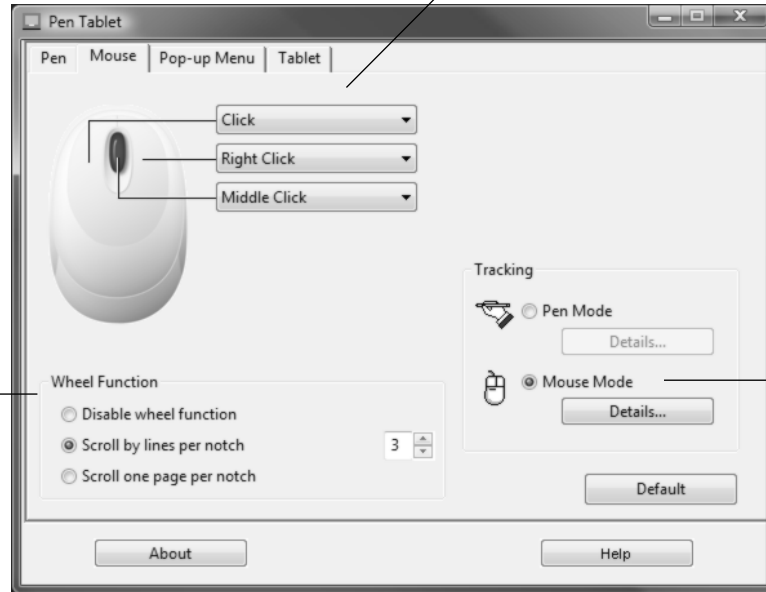 Pen Tablet
Pen Mouse Pop-up Menu Tablet
Click
Right Click
Middle Click
Tracking
Pen Mode
Details...
Mouse Mode
Details...
Wheel Function
Disable wheel function
Scroll by lines per notch 3
Scroll one page per notch
Default
About Help